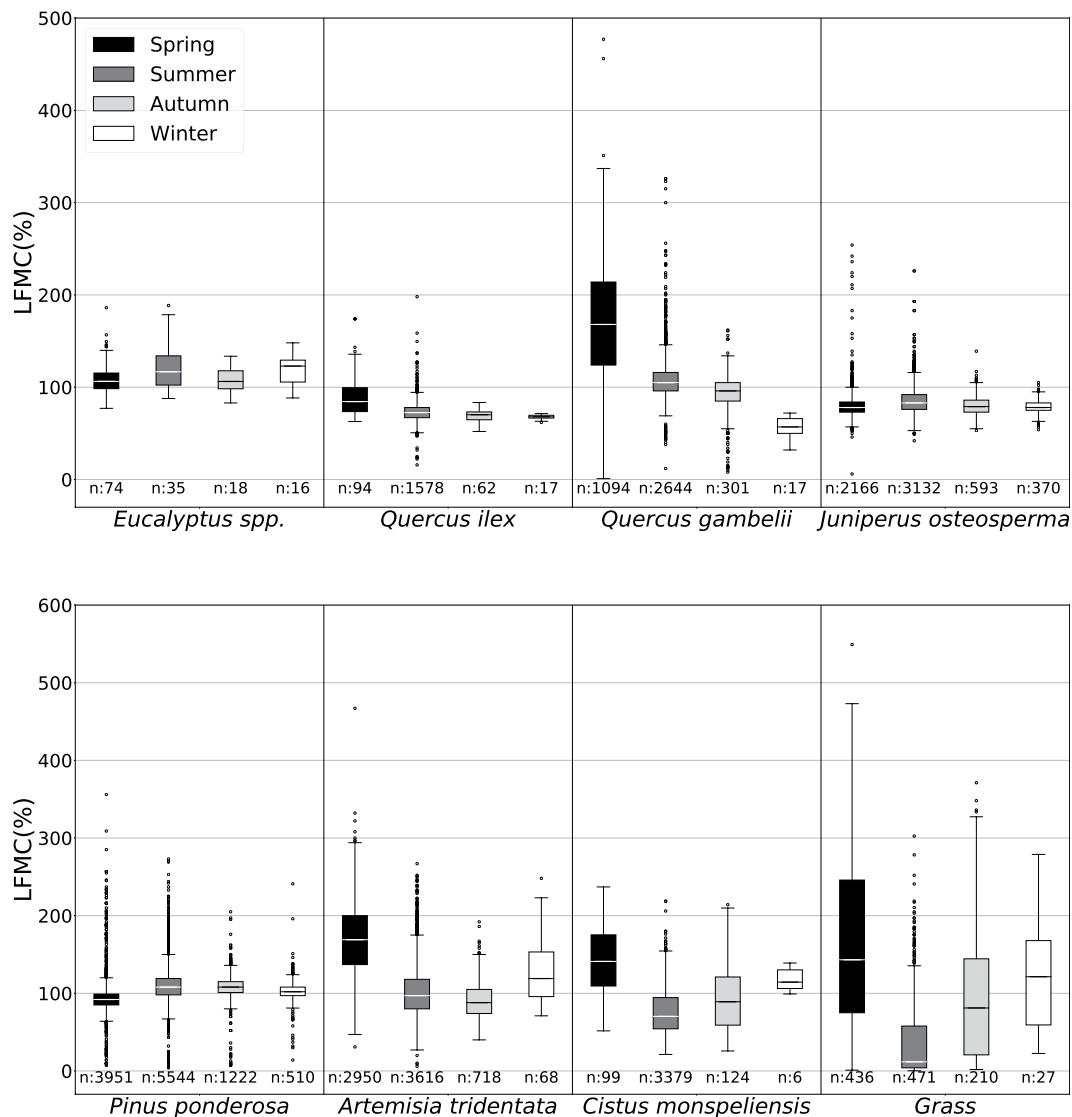 500
Spring
Summer
400
Autumn
Winter
300
LFMC(%)
200
100
0
n:74 n:35 n:18 n:16 n:94 n:1578 n:62 n:17 n:1094 n:2644 n:301 n:17 n:2166 n:3132 n:593 n:370
Eucalyptus spp. Quercus ilex Quercus gambelii Juniperus osteosperma
600
500
400
LFMC(%)
300
200
100
0
n:3951 n:5544 n:1222 n:510 n:2950 n:3616 n:718 n:68 n:99 n:3379 n:124 n:6 n:436 n:471 n:210 n:27
Pinus ponderosa Artemisia tridentata Cistus monspeliensis Grass